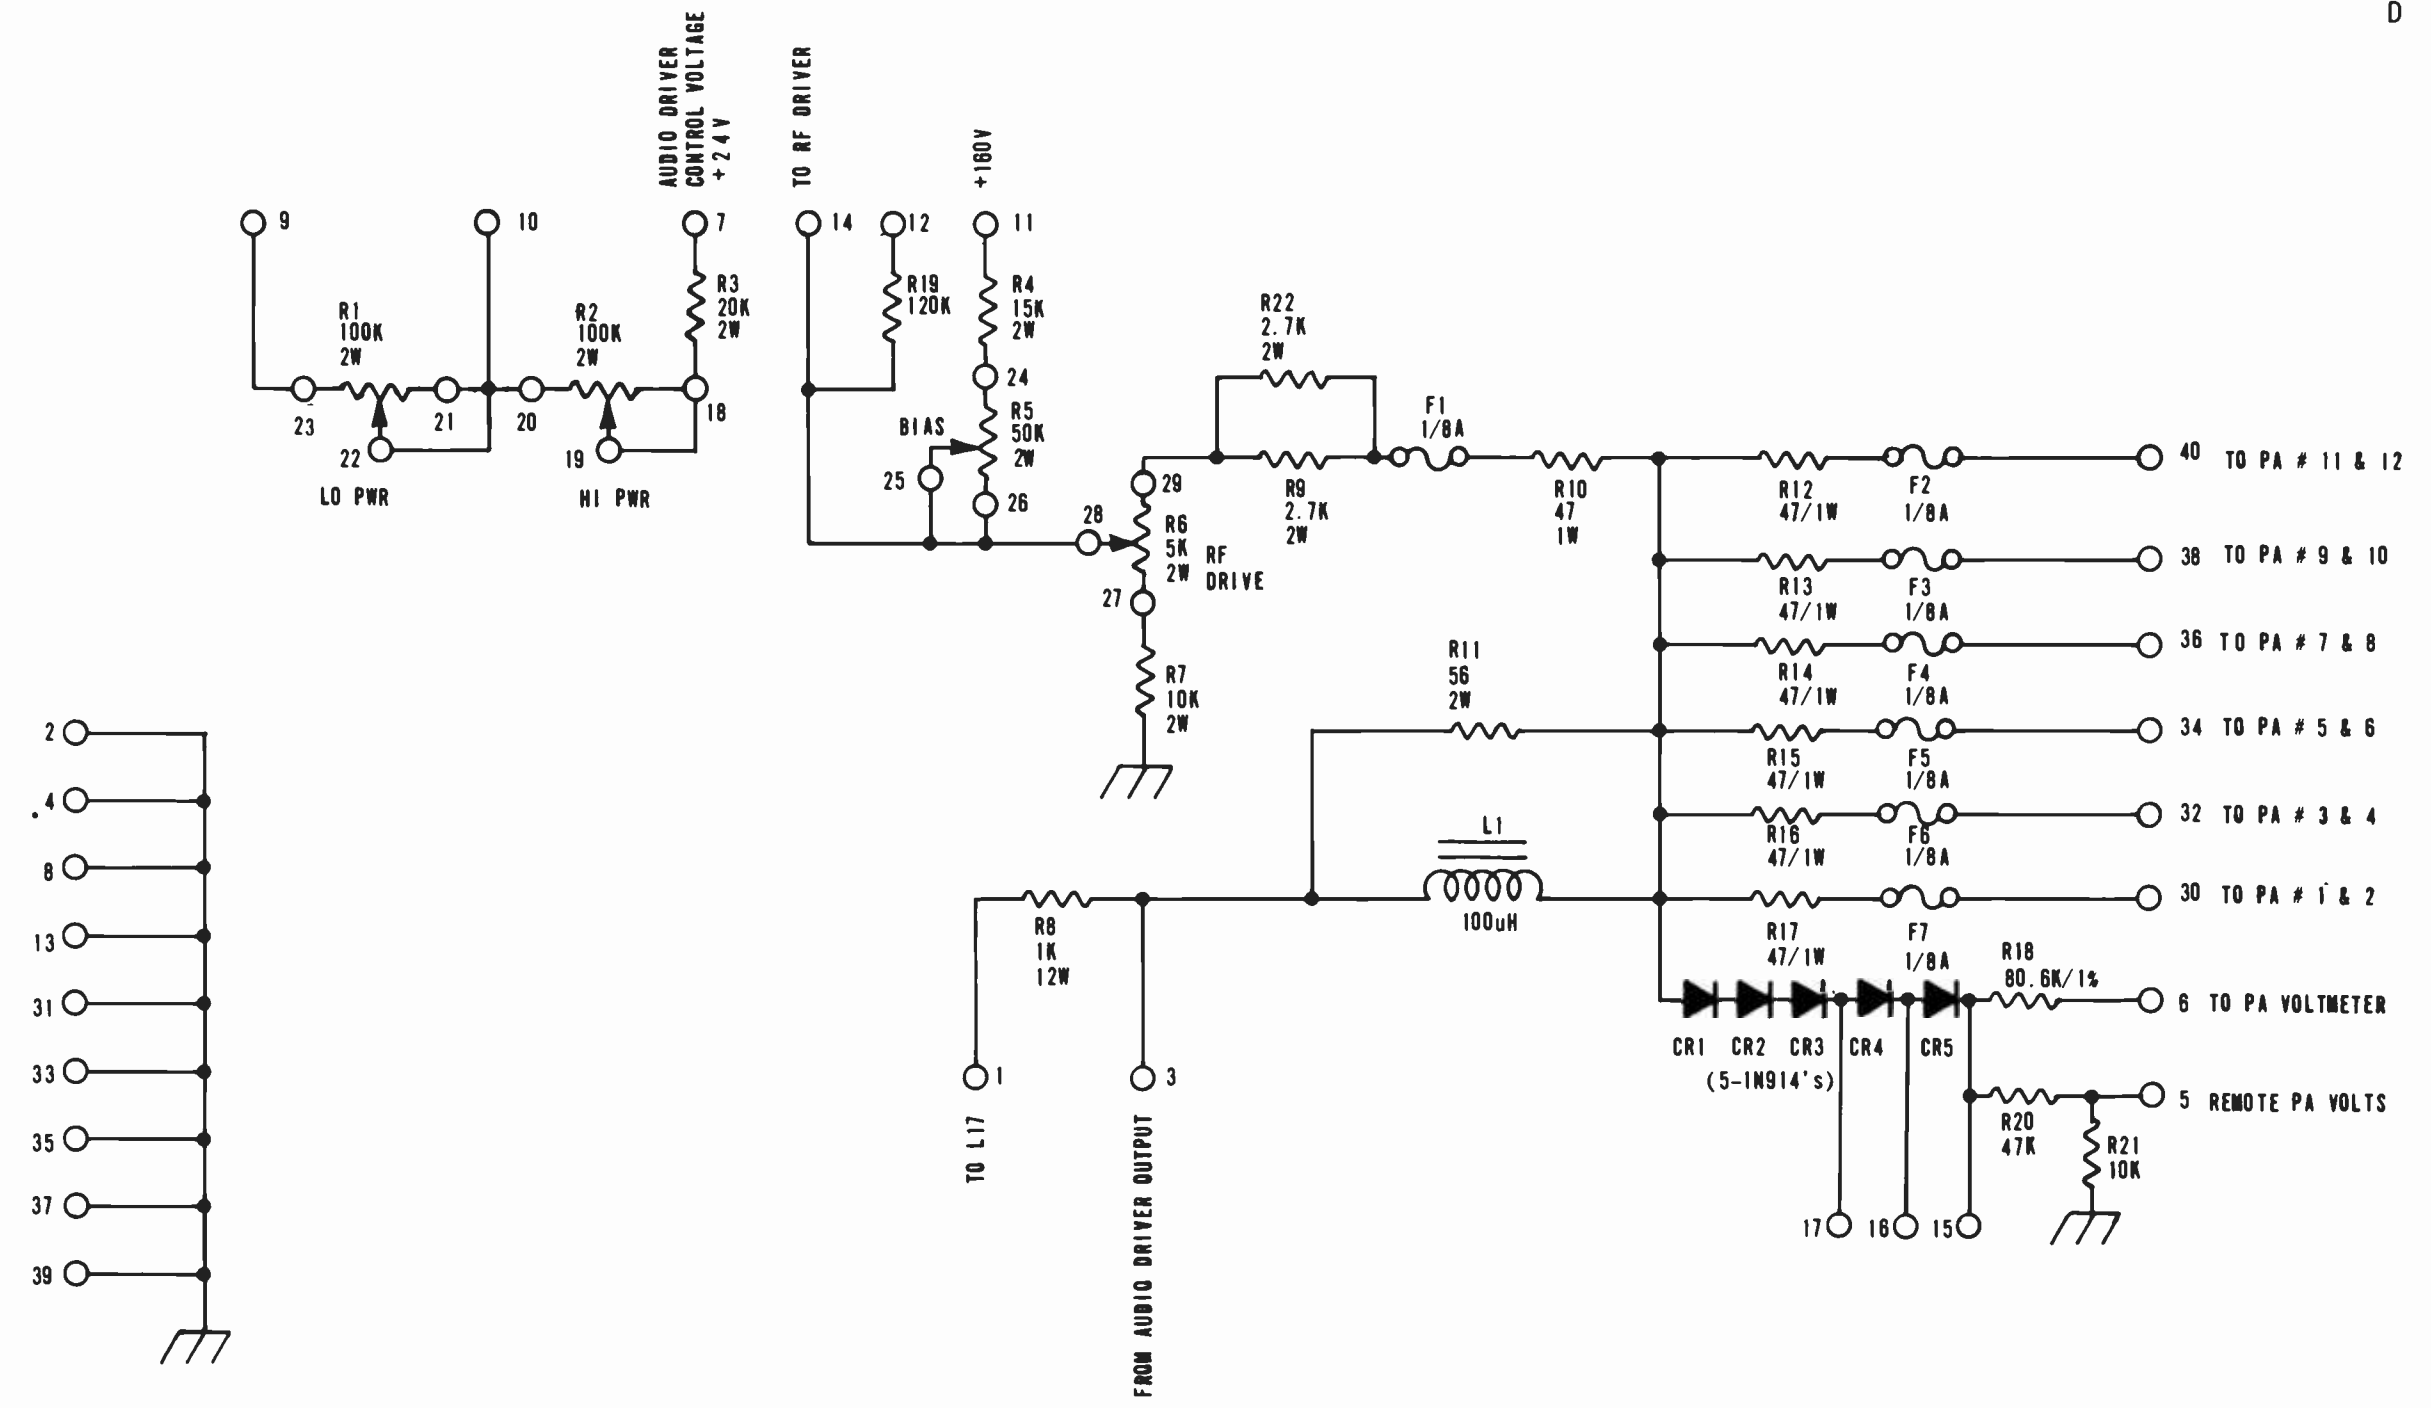 D
AUDIO DRIVER
CONTROL VOLTAGE
+24V
TO RF DRIVER
+160V
9
10
7
14
12
11
R1
100K
2W
R2
100K
2W
R3
20K
2W
R19
120K
R4
15K
2W
24
R5
50K
2W
BIAS
25
26
23
22
21
20
19
18
LO PWR
HI PWR
28
29
R6
5K
2W
RF
DRIVE
27
R7
10K
2W
R22
2.7K
2W
R9
2.7K
2W
F1
1/8A
R10
47
1W
R12
47/1W
F2
1/8A
40 TO PA # 11 & 12
R13
47/1W
F3
1/8A
38 TO PA # 9 & 10
R14
47/1W
F4
1/8A
36 TO PA # 7 & 8
R11
56
2W
R15
47/1W
F5
1/8A
34 TO PA # 5 & 6
R16
47/1W
F6
1/8A
32 TO PA # 3 & 4
L1
100uH
R17
47/1W
F7
1/8A
30 TO PA # 1 & 2
R8
1K
12W
R18
80.6K/1%
6 TO PA VOLTMETER
CR1 CR2 CR3 CR4 CR5
(5-1N914's)
R20
47K
5 REMOTE PA VOLTS
R21
10K
17
16
15
1
TO L17
3
FROM AUDIO DRIVER OUTPUT
2
4
8
13
31
33
35
37
39